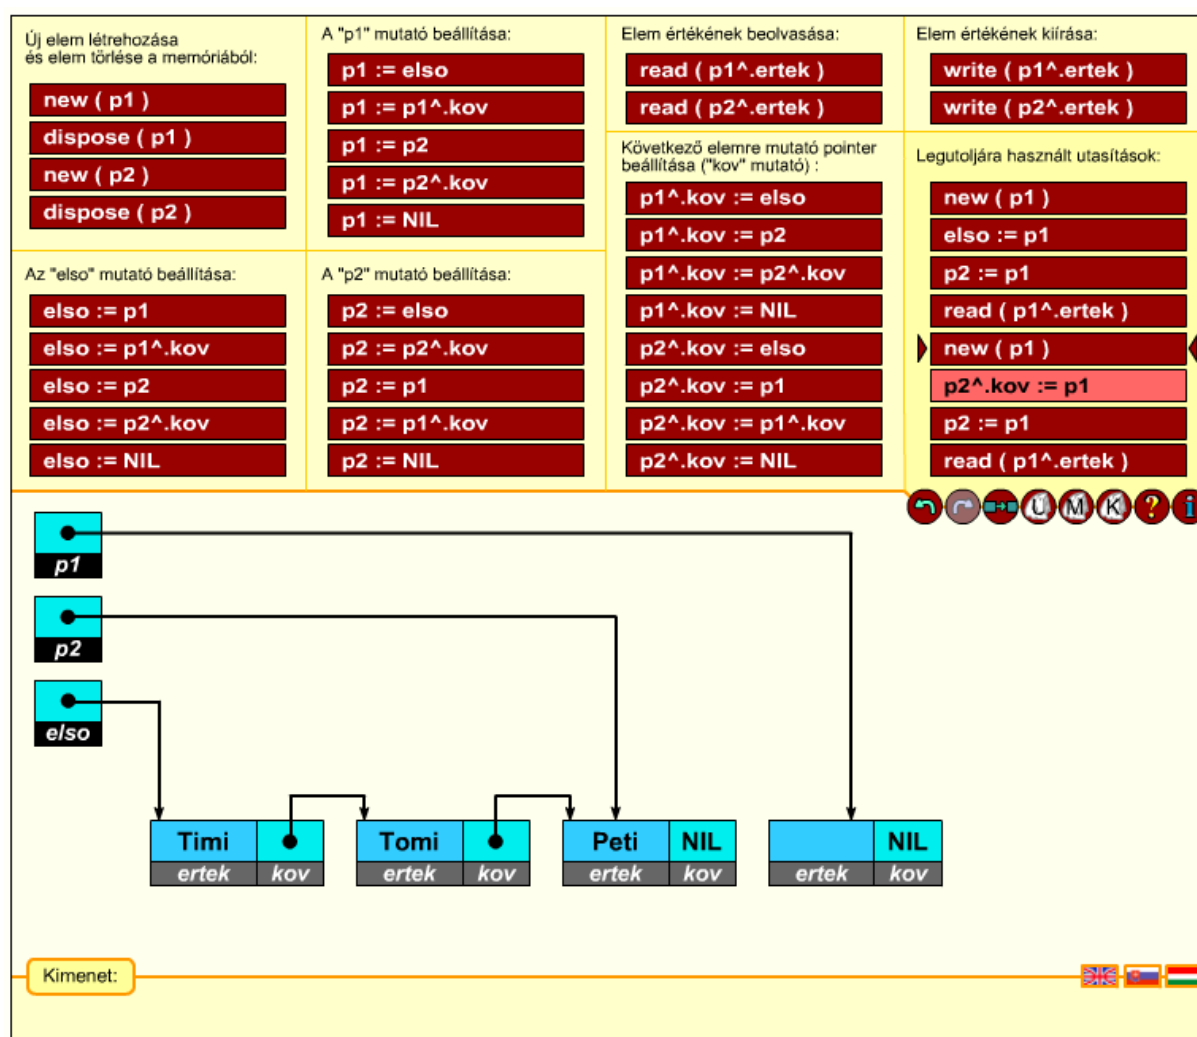 Új elem létrehozása
és elem törlése a memóriából:
new ( p1 )
dispose ( p1 )
new ( p2 )
dispose ( p2 )
A "p1" mutató beállítása:
p1 := elso
p1 := p1^.kov
p1 := p2
p1 := p2^.kov
p1 := NIL
Elem értékének beolvasása:
read ( p1^.ertek )
read ( p2^.ertek )
Elem értékének kiírása:
write ( p1^.ertek )
write ( p2^.ertek )
Az "elso" mutató beállítása:
elso := p1
elso := p1^.kov
elso := p2
elso := p2^.kov
elso := NIL
A "p2" mutató beállítása:
p2 := elso
p2 := p2^.kov
p2 := p1
p2 := p1^.kov
p2 := NIL
Következő elemre mutató pointer
beállítása ("kov" mutató) :
p1^.kov := elso
p1^.kov := p2
p1^.kov := p2^.kov
p1^.kov := NIL
p2^.kov := elso
p2^.kov := p1
p2^.kov := p1^.kov
p2^.kov := NIL
Legutoljára használt utasítások:
new ( p1 )
elso := p1
p2 := p1
read ( p1^.ertek )
new ( p1 )
p2^.kov := p1
p2 := p1
read ( p1^.ertek )
U M K ? i
p1
p2
elso
Timi Tomi Peti NIL NIL
ertek kov ertek kov ertek kov ertek kov
Kimenet: